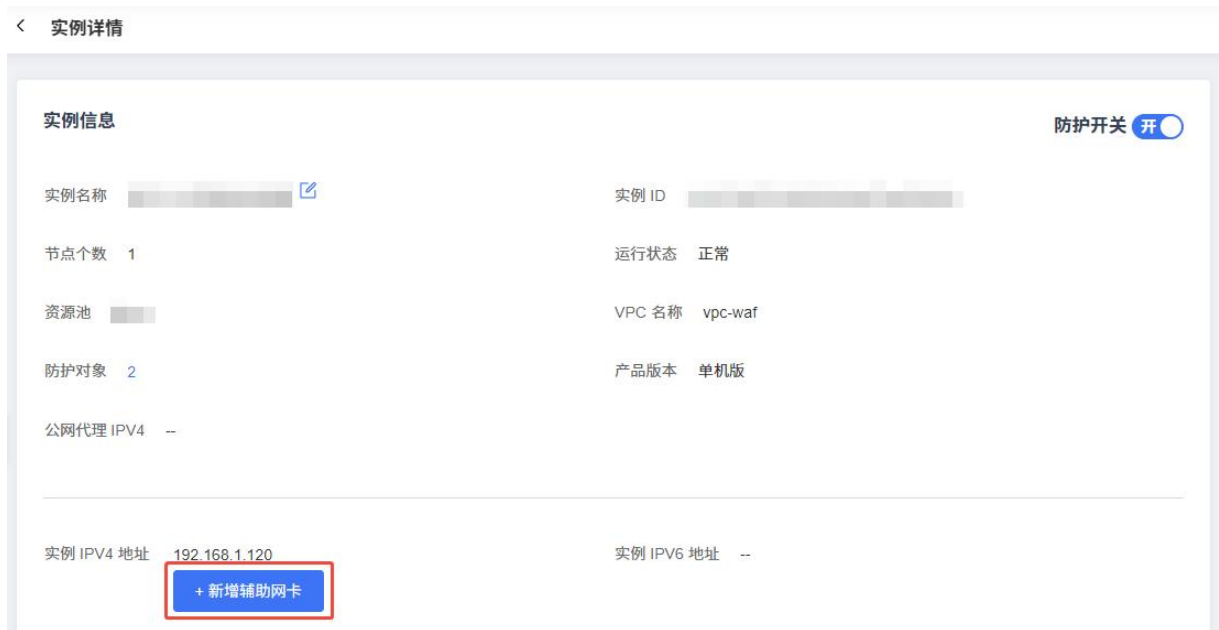 实例详情
实例信息
防护开关 开
实例名称
实例 ID
节点个数 1
运行状态 正常
资源池
VPC 名称 vpc-waf
防护对象 2
产品版本 单机版
公网代理 IPV4 --
实例 IPV4 地址 192.168.1.120
实例 IPV6 地址 --
+ 新增辅助网卡